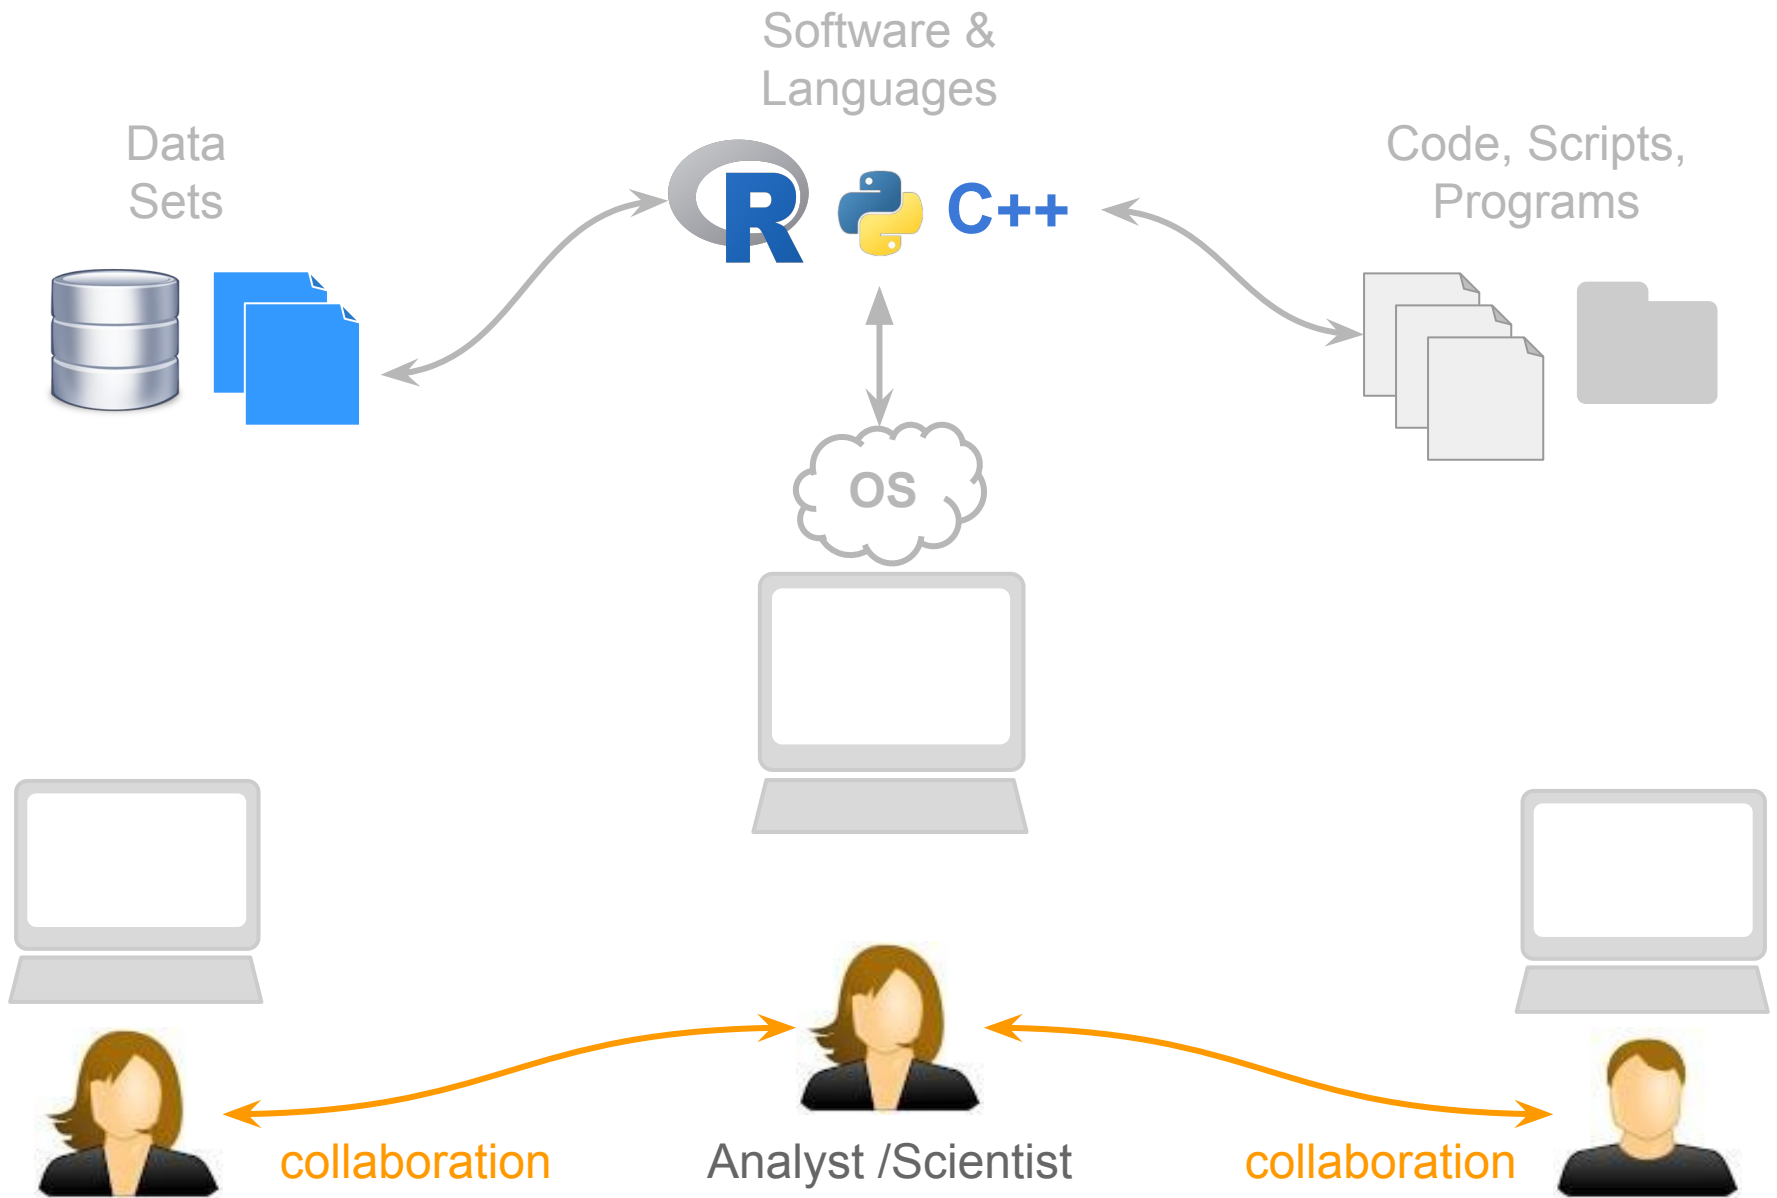 Software &
Languages
Data
Sets
R
C++
Code, Scripts,
Programs
OS
collaboration
Analyst /Scientist
collaboration